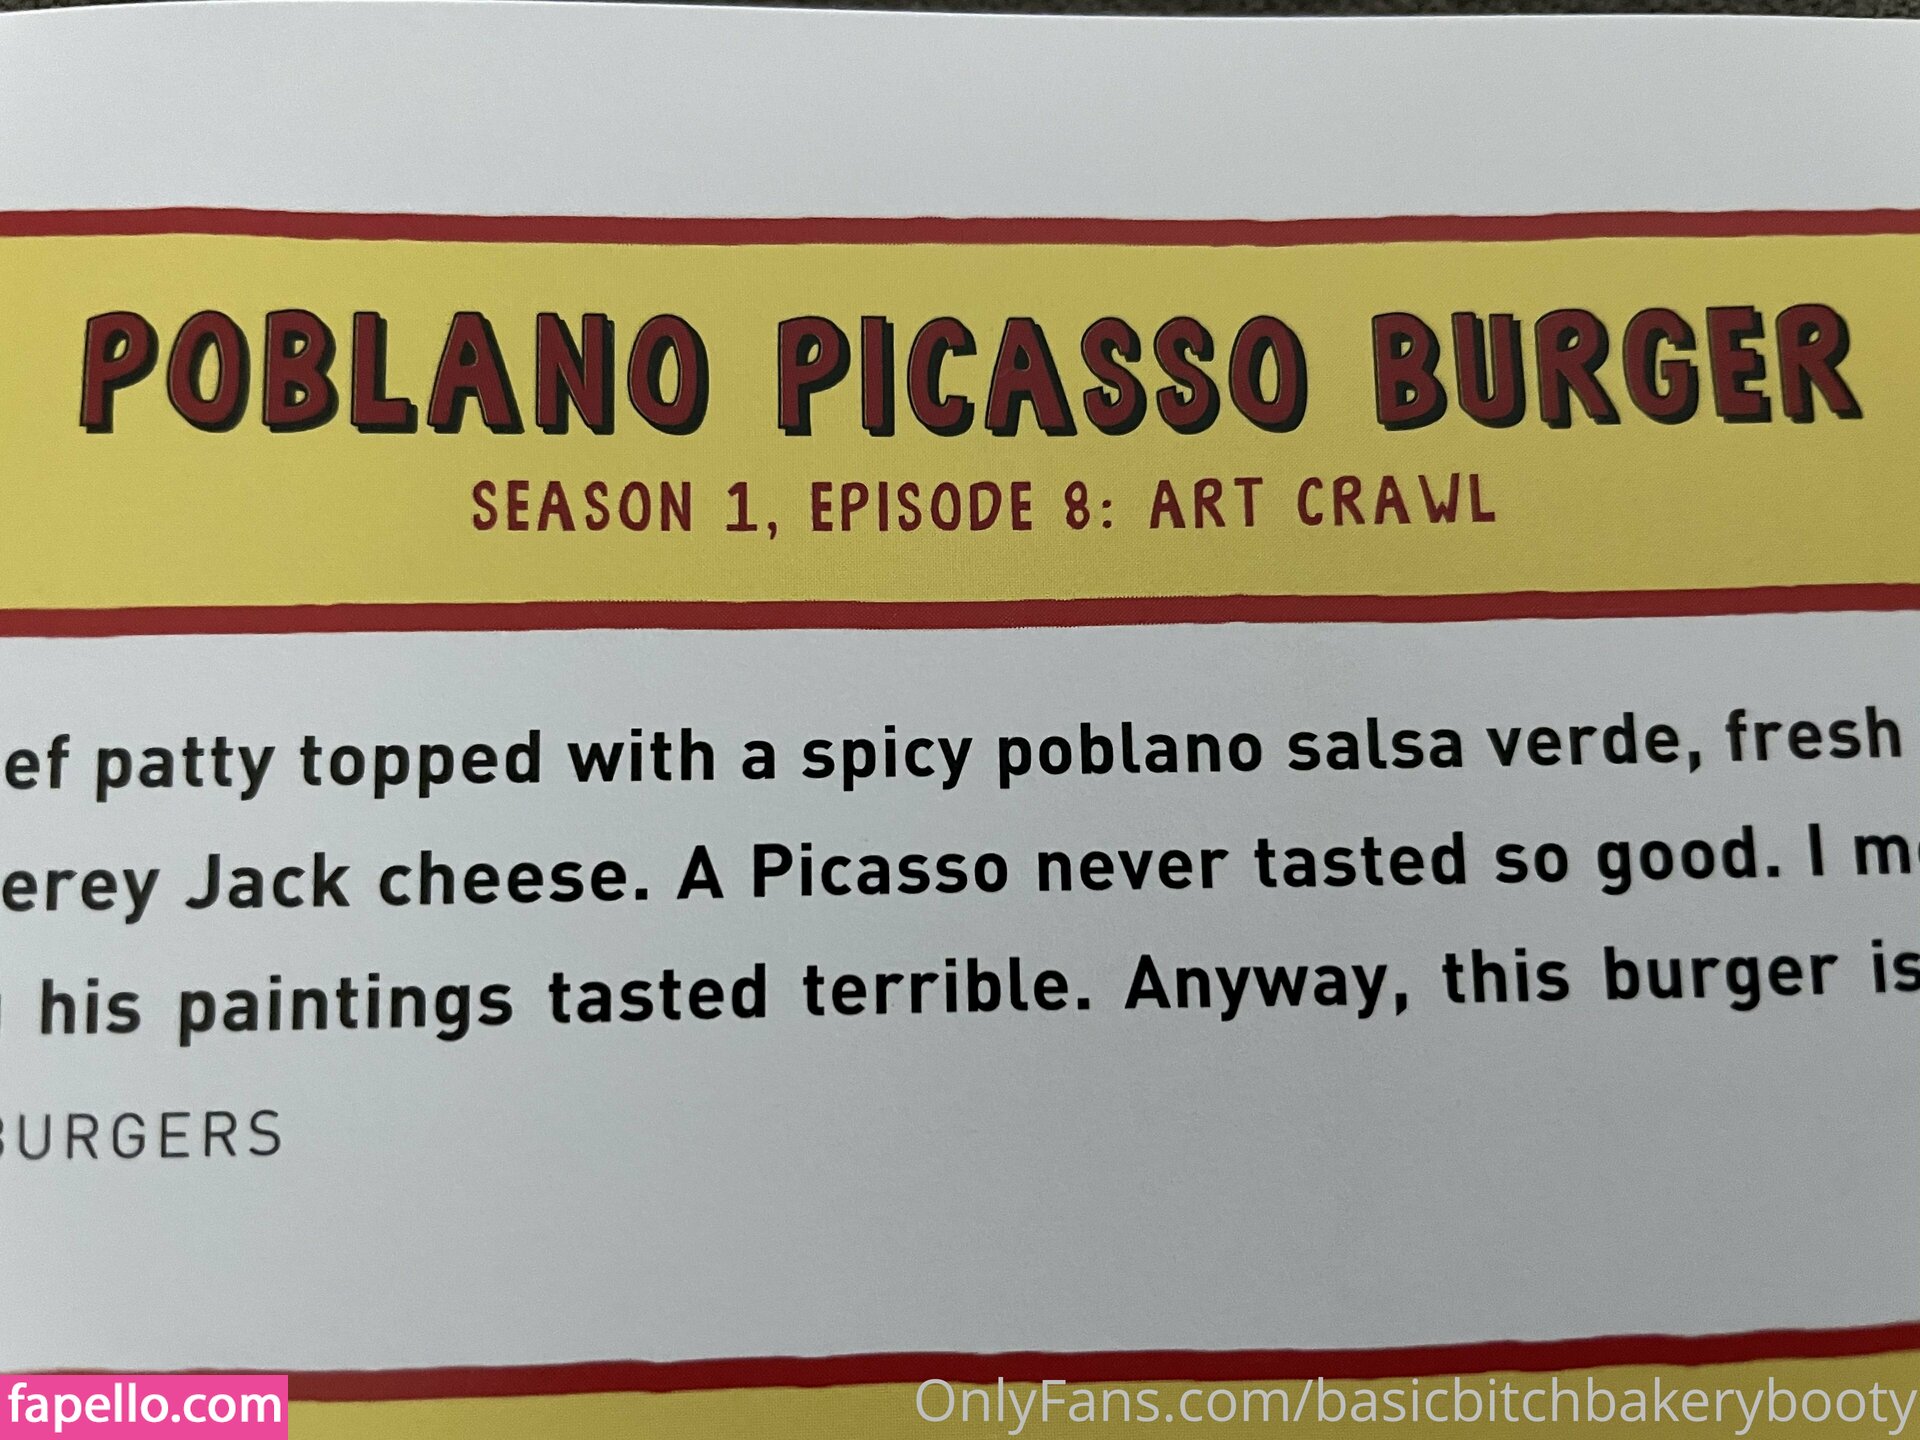 POBLANO PICASSO BURGER
SEASON 1, EPISODE 8: ART CRAWL
ef patty topped with a spicy poblano salsa verde, fresh
erey Jack cheese. A Picasso never tasted so good. I m
his paintings tasted terrible. Anyway, this burger is
BURGERS
fapello.com
OnlyFans.com/basicbitchbakerybooty